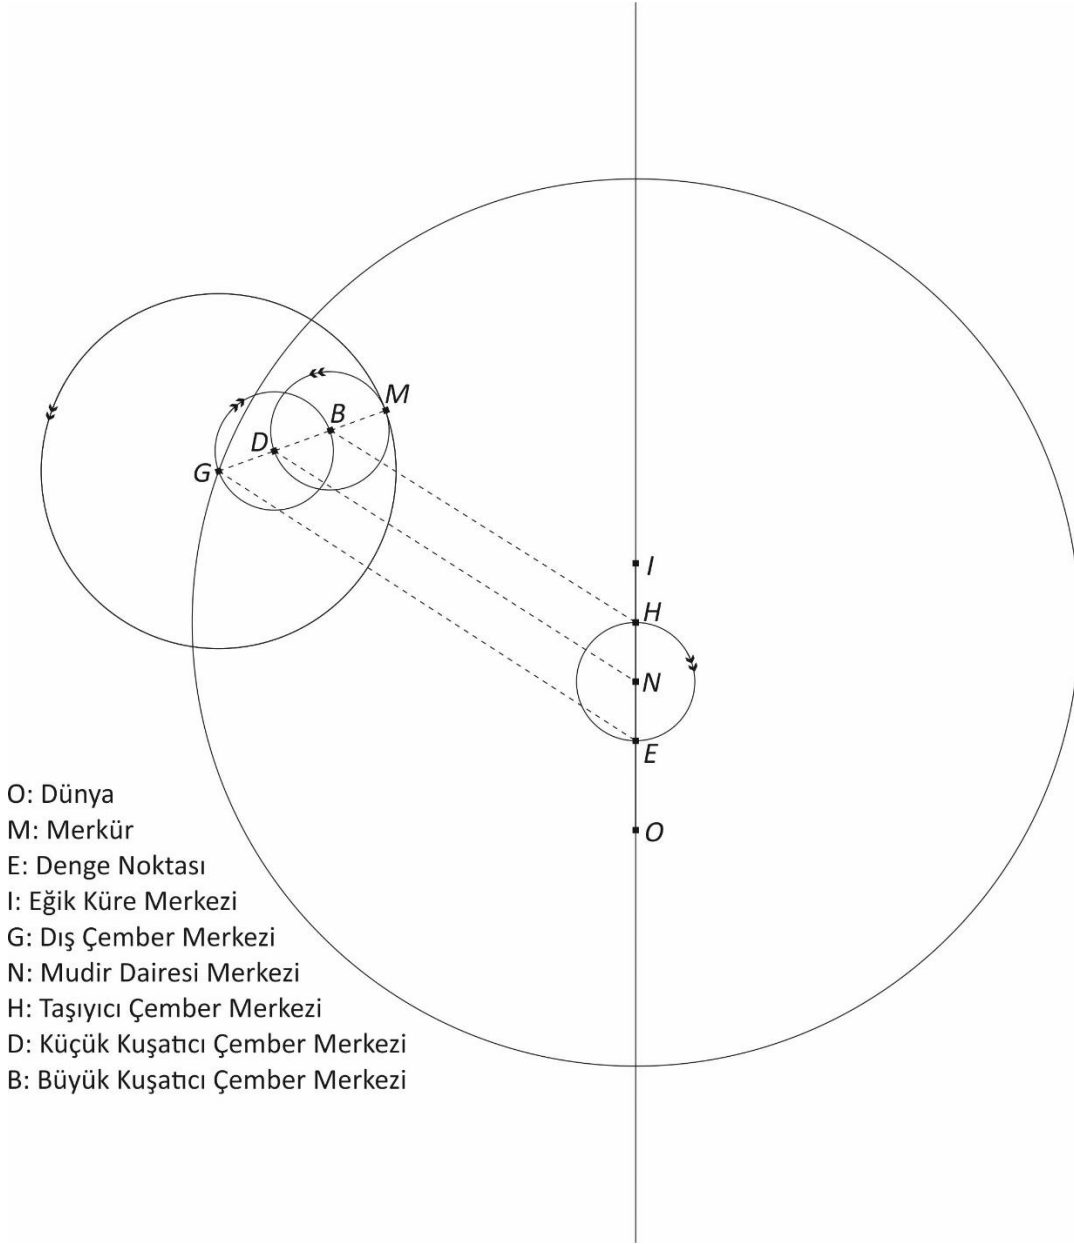 M
B
D
G
I
H
N
E
O
O: Dünya
M: Merkür
E: Denge Noktası
I: Eğik Küre Merkezi
G: Dış Çember Merkezi
N: Mudir Dairesi Merkezi
H: Taşıyıcı Çember Merkezi
D: Küçük Kuşatıcı Çember Merkezi
B: Büyük Kuşatıcı Çember Merkezi